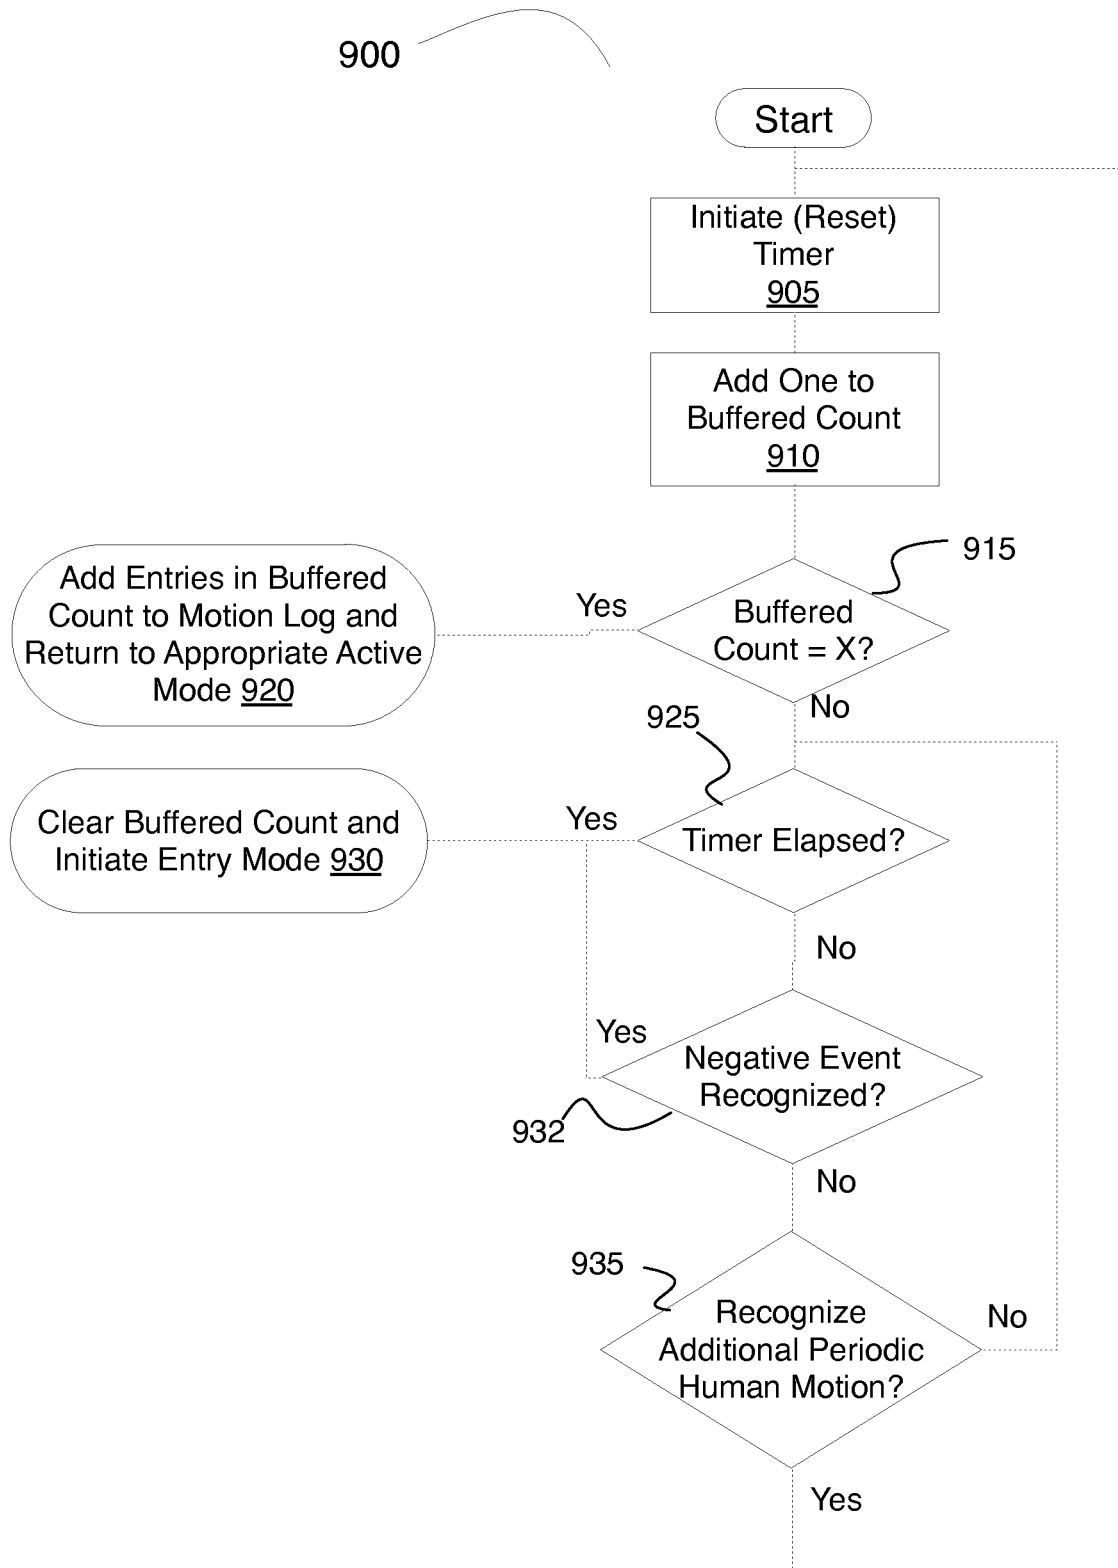 900
Start
Initiate (Reset)
Timer
905
Add One to
Buffered Count
910
915
Add Entries in Buffered
Count to Motion Log and
Return to Appropriate Active
Mode 920
Yes
Buffered
Count = X?
No
925
Clear Buffered Count and
Initiate Entry Mode 930
Yes
Timer Elapsed?
No
Yes
Negative Event
Recognized?
932
No
935
Recognize
Additional Periodic
Human Motion?
No
Yes